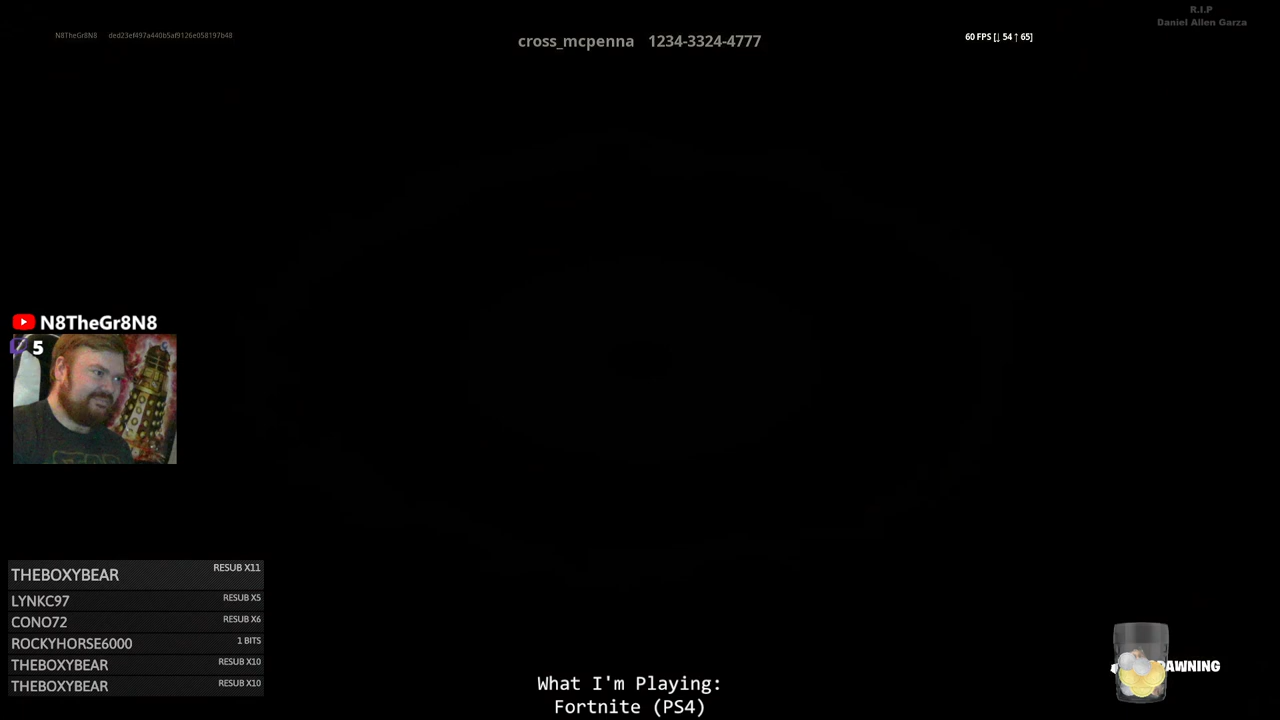 R.I.P
Daniel Allen Garza
N8TheGr8N8 ded23ef497a440b5af9126e058197b48
cross_mcpenna 1234-3324-4777
60 FPS [↓ 54 ↑ 65]
N8TheGr8N8
5
THEBOXYBEAR RESUB X11
LYNKC97 RESUB X5
CONO72 RESUB X6
ROCKYHORSE6000 1 BITS
THEBOXYBEAR RESUB X10
THEBOXYBEAR RESUB X10
What I'm Playing:
Fortnite (PS4)